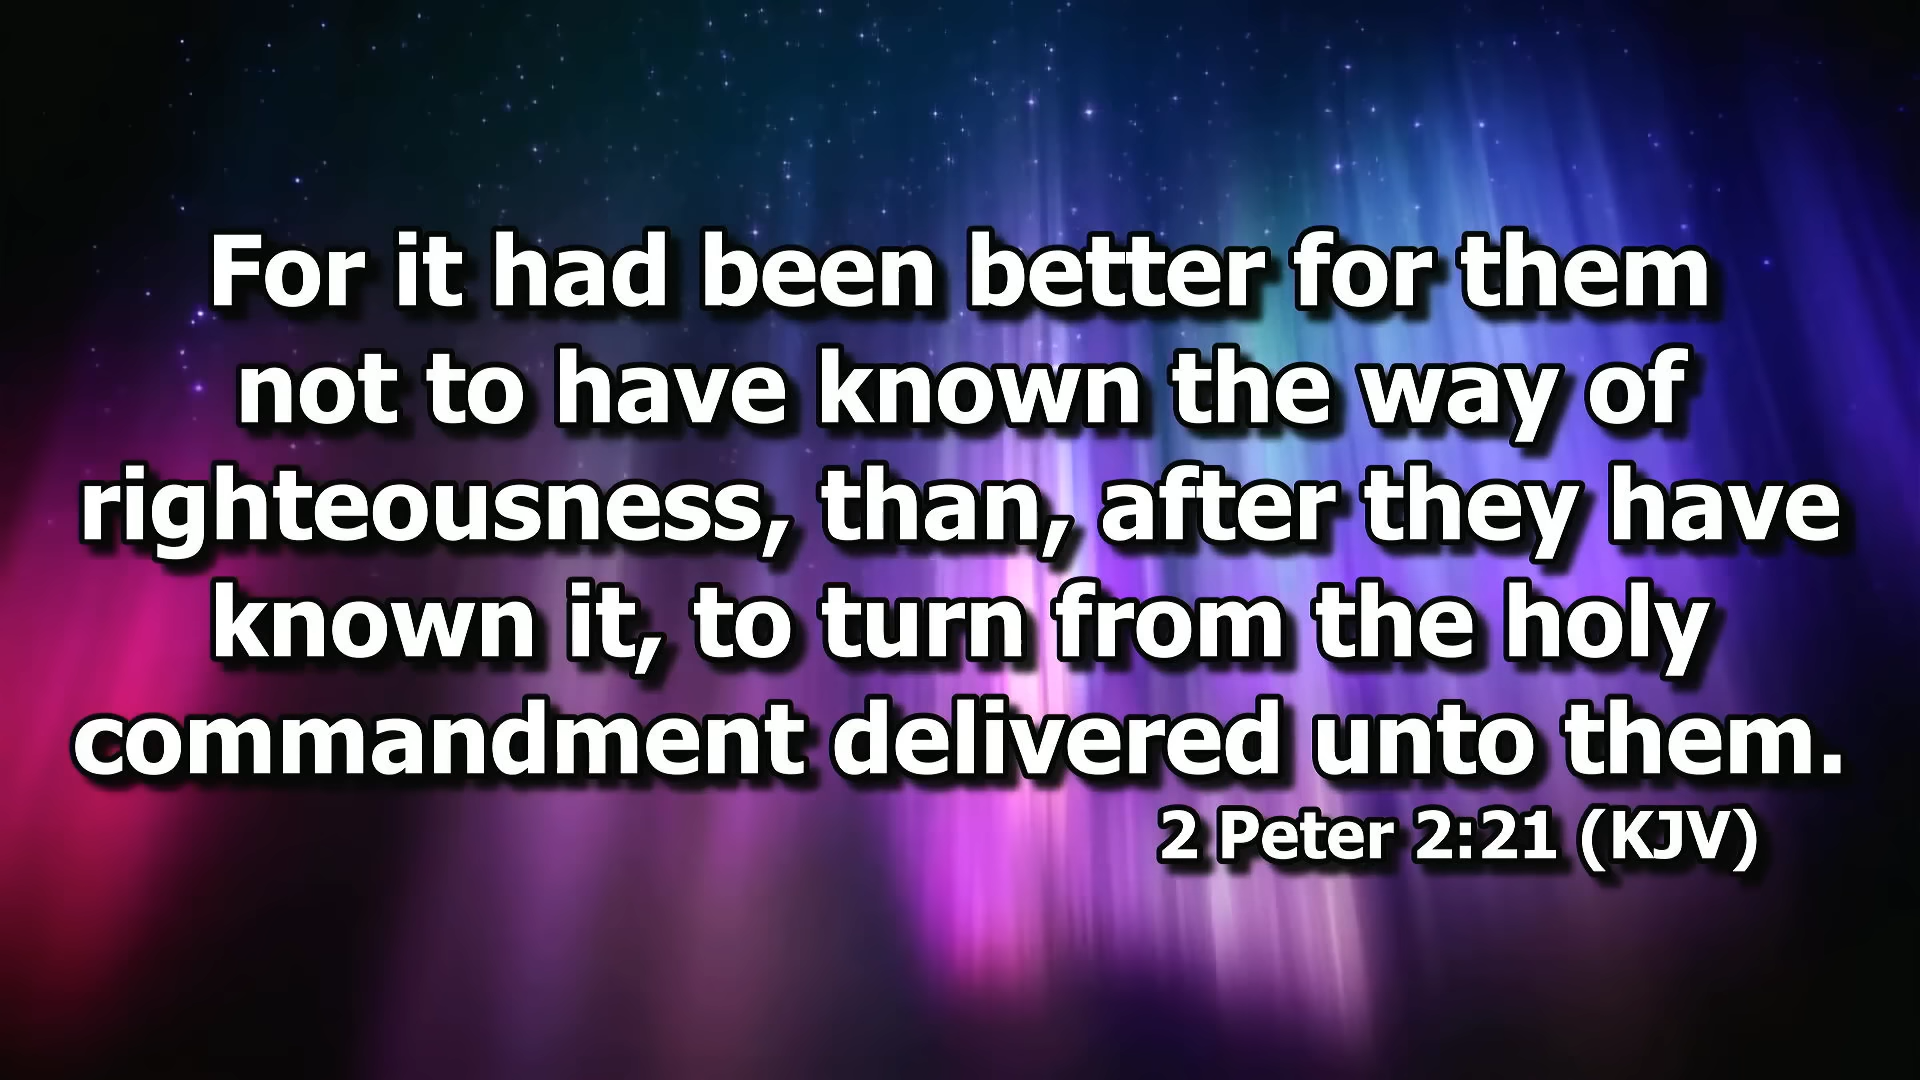 For it had been better for them
not to have known the way of
righteousness, than, after they have
known it, to turn from the holy
commandment delivered unto them.
2 Peter 2:21 (KJV)